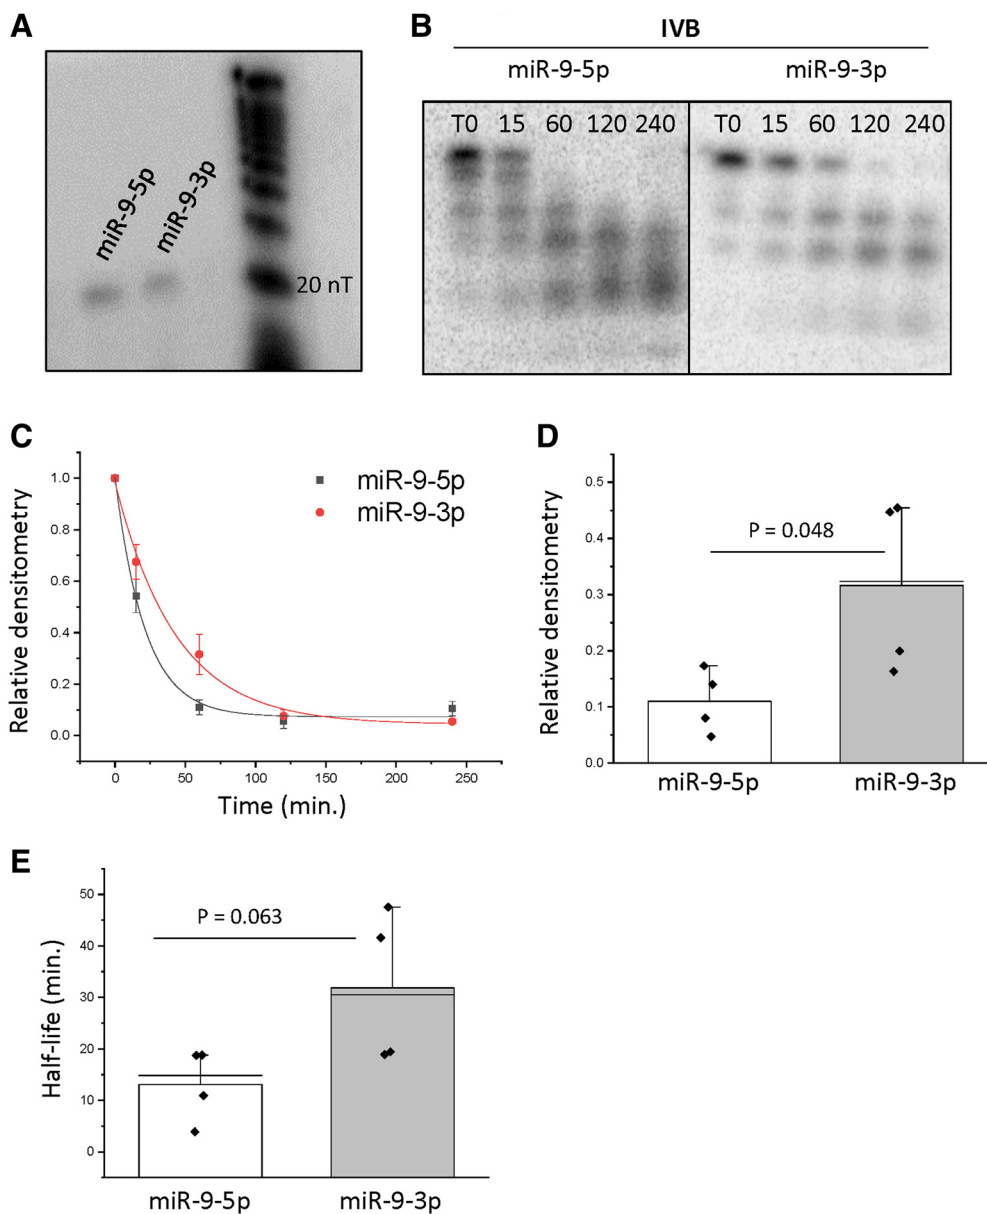 A
miR-9-5p
miR-9-3p
20 nT
B
IVB
miR-9-5p
miR-9-3p
T0 15 60 120 240
T0 15 60 120 240
C
Relative densitometry
1.0
0.8
0.6
0.4
0.2
0.0
miR-9-5p
miR-9-3p
0 50 100 150 200 250
Time (min.)
D
Relative densitometry
0.5
0.4
0.3
0.2
0.1
0.0
P = 0.048
miR-9-5p
miR-9-3p
E
Half-life (min.)
50
40
30
20
10
0
P = 0.063
miR-9-5p
miR-9-3p